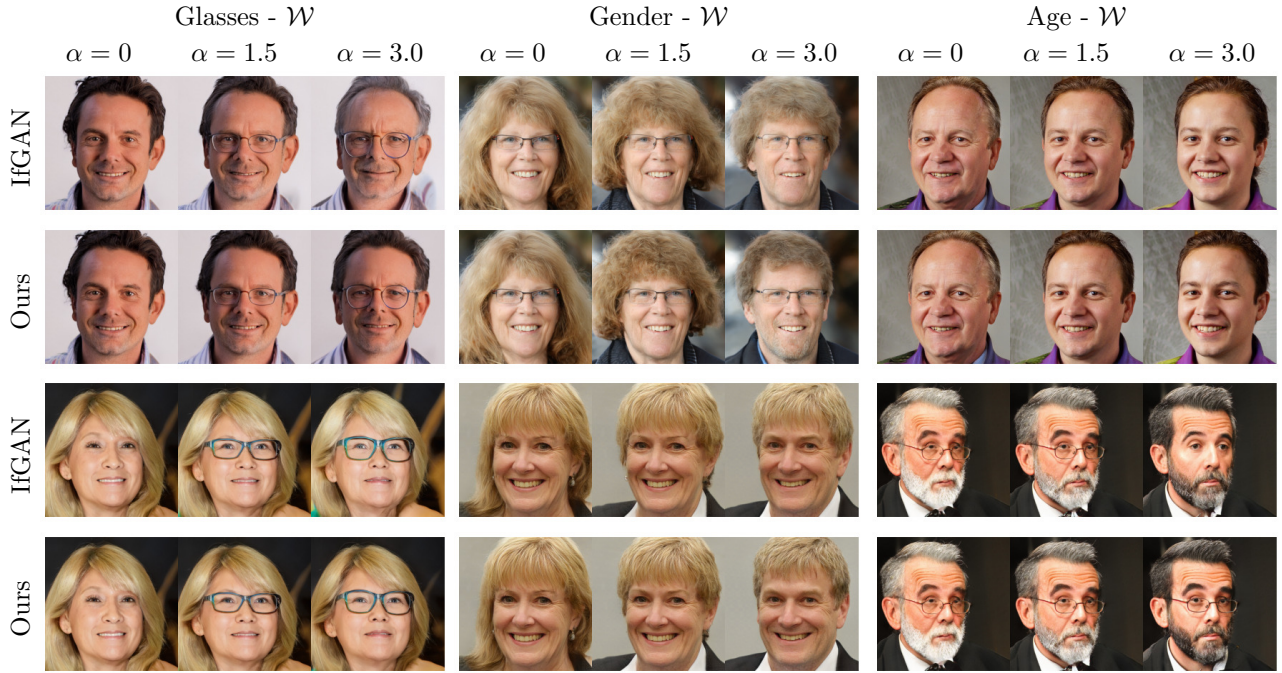 Glasses - 𝒲 Gender - 𝒲 Age - 𝒲
α = 0 α = 1.5 α = 3.0 α = 0 α = 1.5 α = 3.0 α = 0 α = 1.5 α = 3.0
IfGAN
Ours
IfGAN
Ours